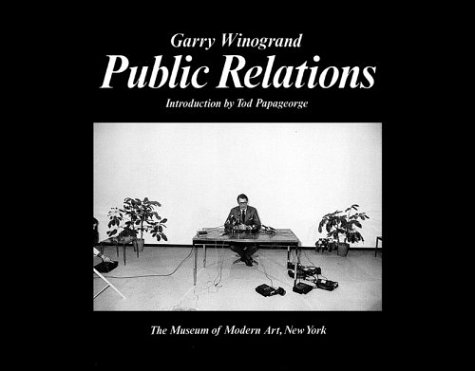 Garry Winogrand
Public Relations
Introduction by Tod Papageorge
The Museum of Modern Art, New York